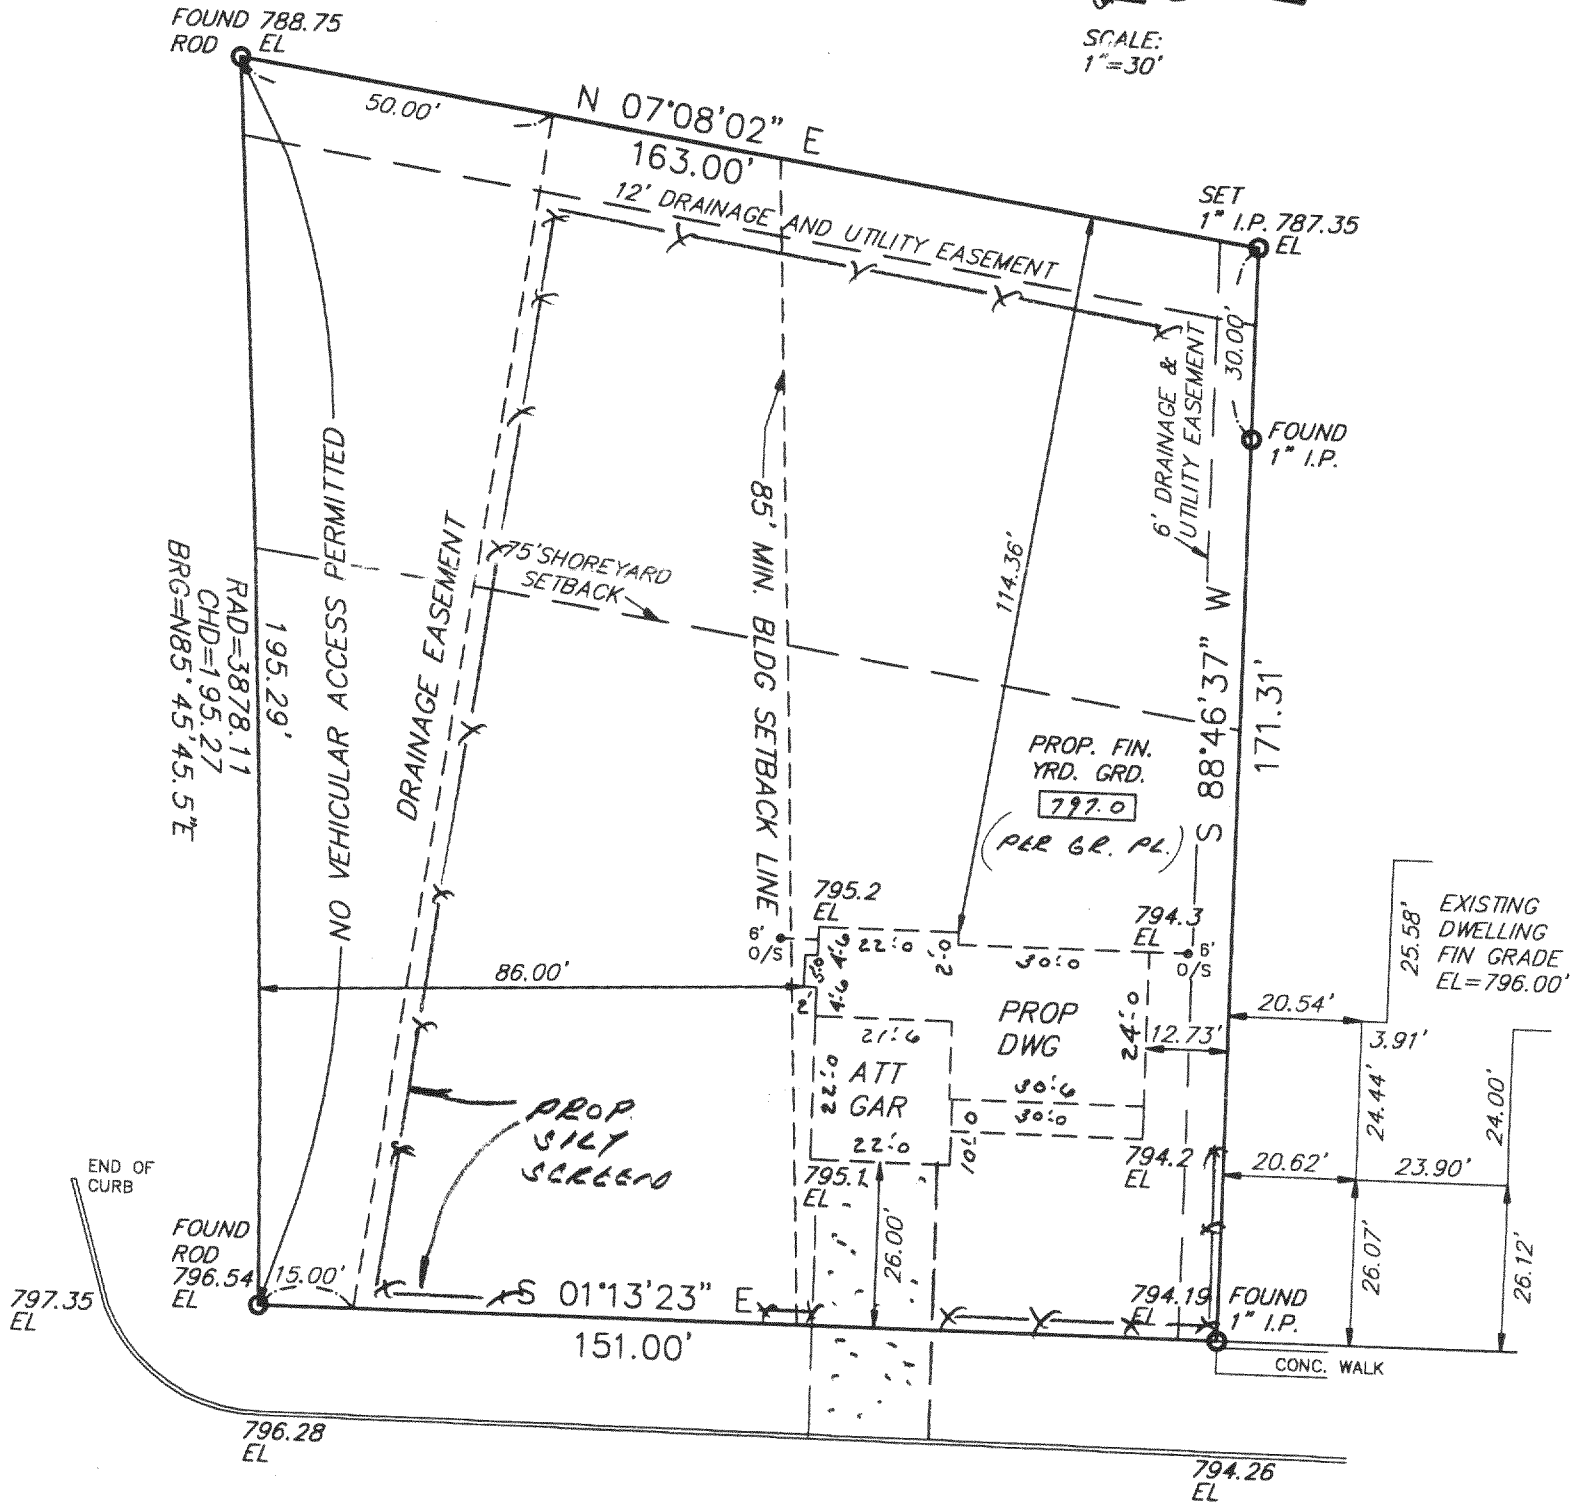 FOUND 788.75
ROD EL
SCALE:
1"=30'
50.00'
N 07°08'02" E
163.00'
12' DRAINAGE AND UTILITY EASEMENT
SET
1" I.P. 787.35
EL
30.00'
6' DRAINAGE &
UTILITY EASEMENT
FOUND
1" I.P.
NO VEHICULAR ACCESS PERMITTED
195.29'
RAD=3878.11
CHD=195.27
BRG=N85°45'45.5"E
DRAINAGE EASEMENT
75' SHOREYARD
SETBACK
85' MIN. BLDG SETBACK LINE
114.36'
S 88°46'37" W
171.31'
PROP. FIN.
YRD. GRD.
797.0
(PER GR. PL.)
795.2
EL
794.3
EL
6'
O/S
6'
O/S
22'-0
2'-0
30'-0
4'-6
5'-0
4'-6
2'
86.00'
21'-6
22'-0
ATT
GAR
22'-0
PROP
DWG
24'-0
12.73'
30'-6
30'-0
10'-0
795.1
EL
794.2
EL
26.00'
PROP.
SILT
SCREEN
EXISTING
DWELLING
FIN GRADE
EL=796.00'
25.58'
20.54'
3.91'
24.44'
24.00'
20.62'
23.90'
26.07'
26.12'
END OF
CURB
FOUND
ROD
796.54
EL
15.00'
797.35
EL
S 01°13'23" E
151.00'
794.19
EL
FOUND
1" I.P.
CONC. WALK
796.28
EL
794.26
EL